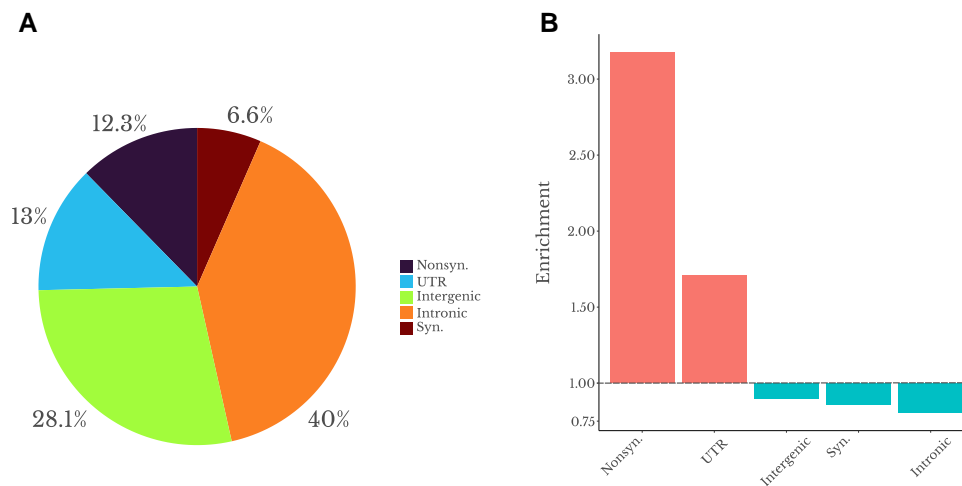 A
12.3%
6.6%
13%
28.1%
40%
Nonsyn.
UTR
Intergenic
Intronic
Syn.
B
Enrichment
3.00
2.50
2.00
1.50
1.00
0.75
Nonsyn.
UTR
Intergenic
Syn.
Intronic